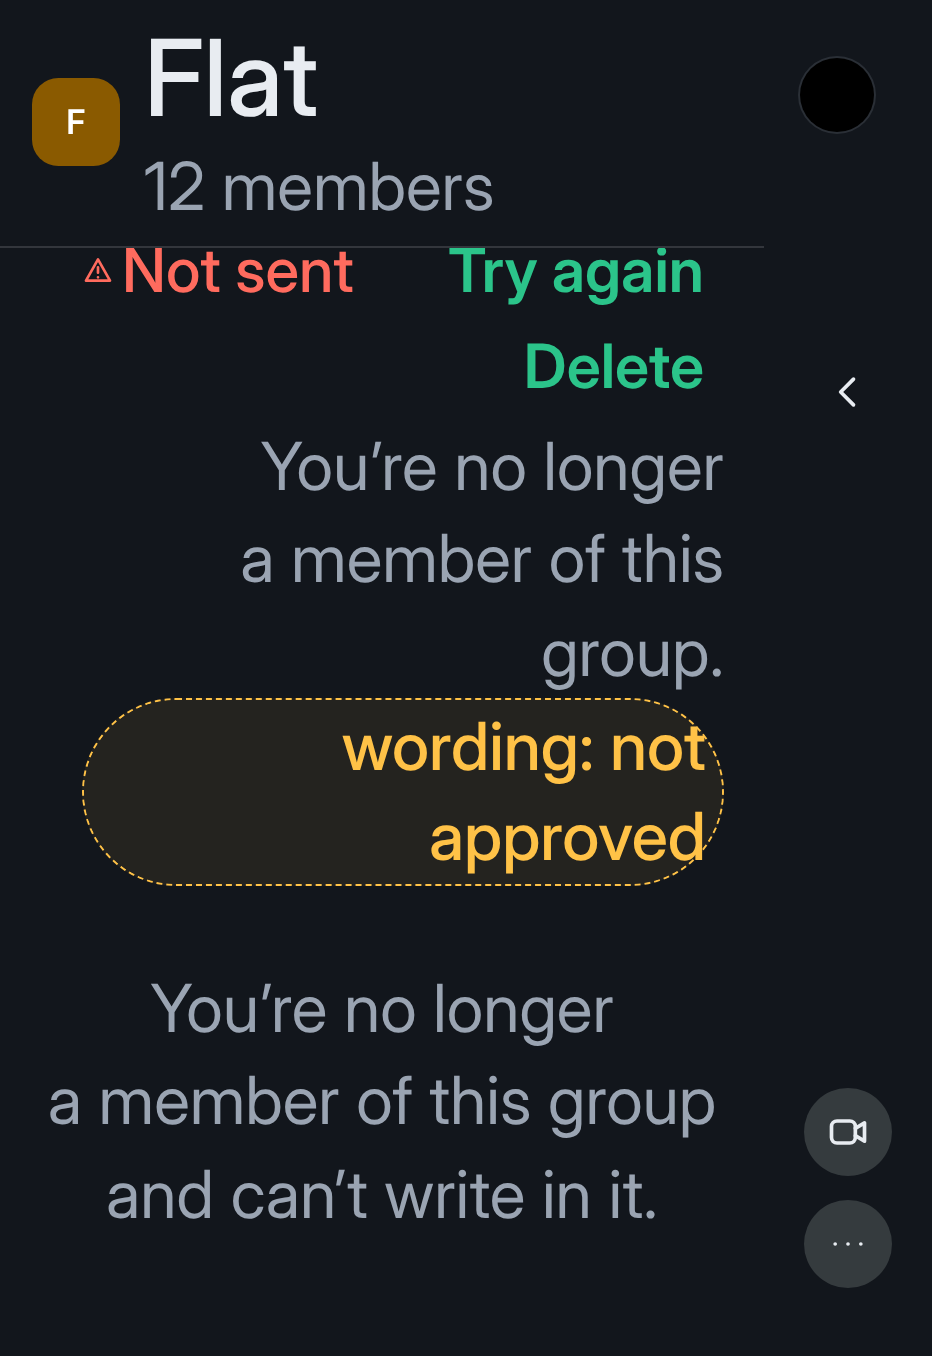 F
Flat
12 members
Not sent Try again
Delete
You’re no longer
a member of this
group.
wording: not
approved
You’re no longer
a member of this group
and can’t write in it.